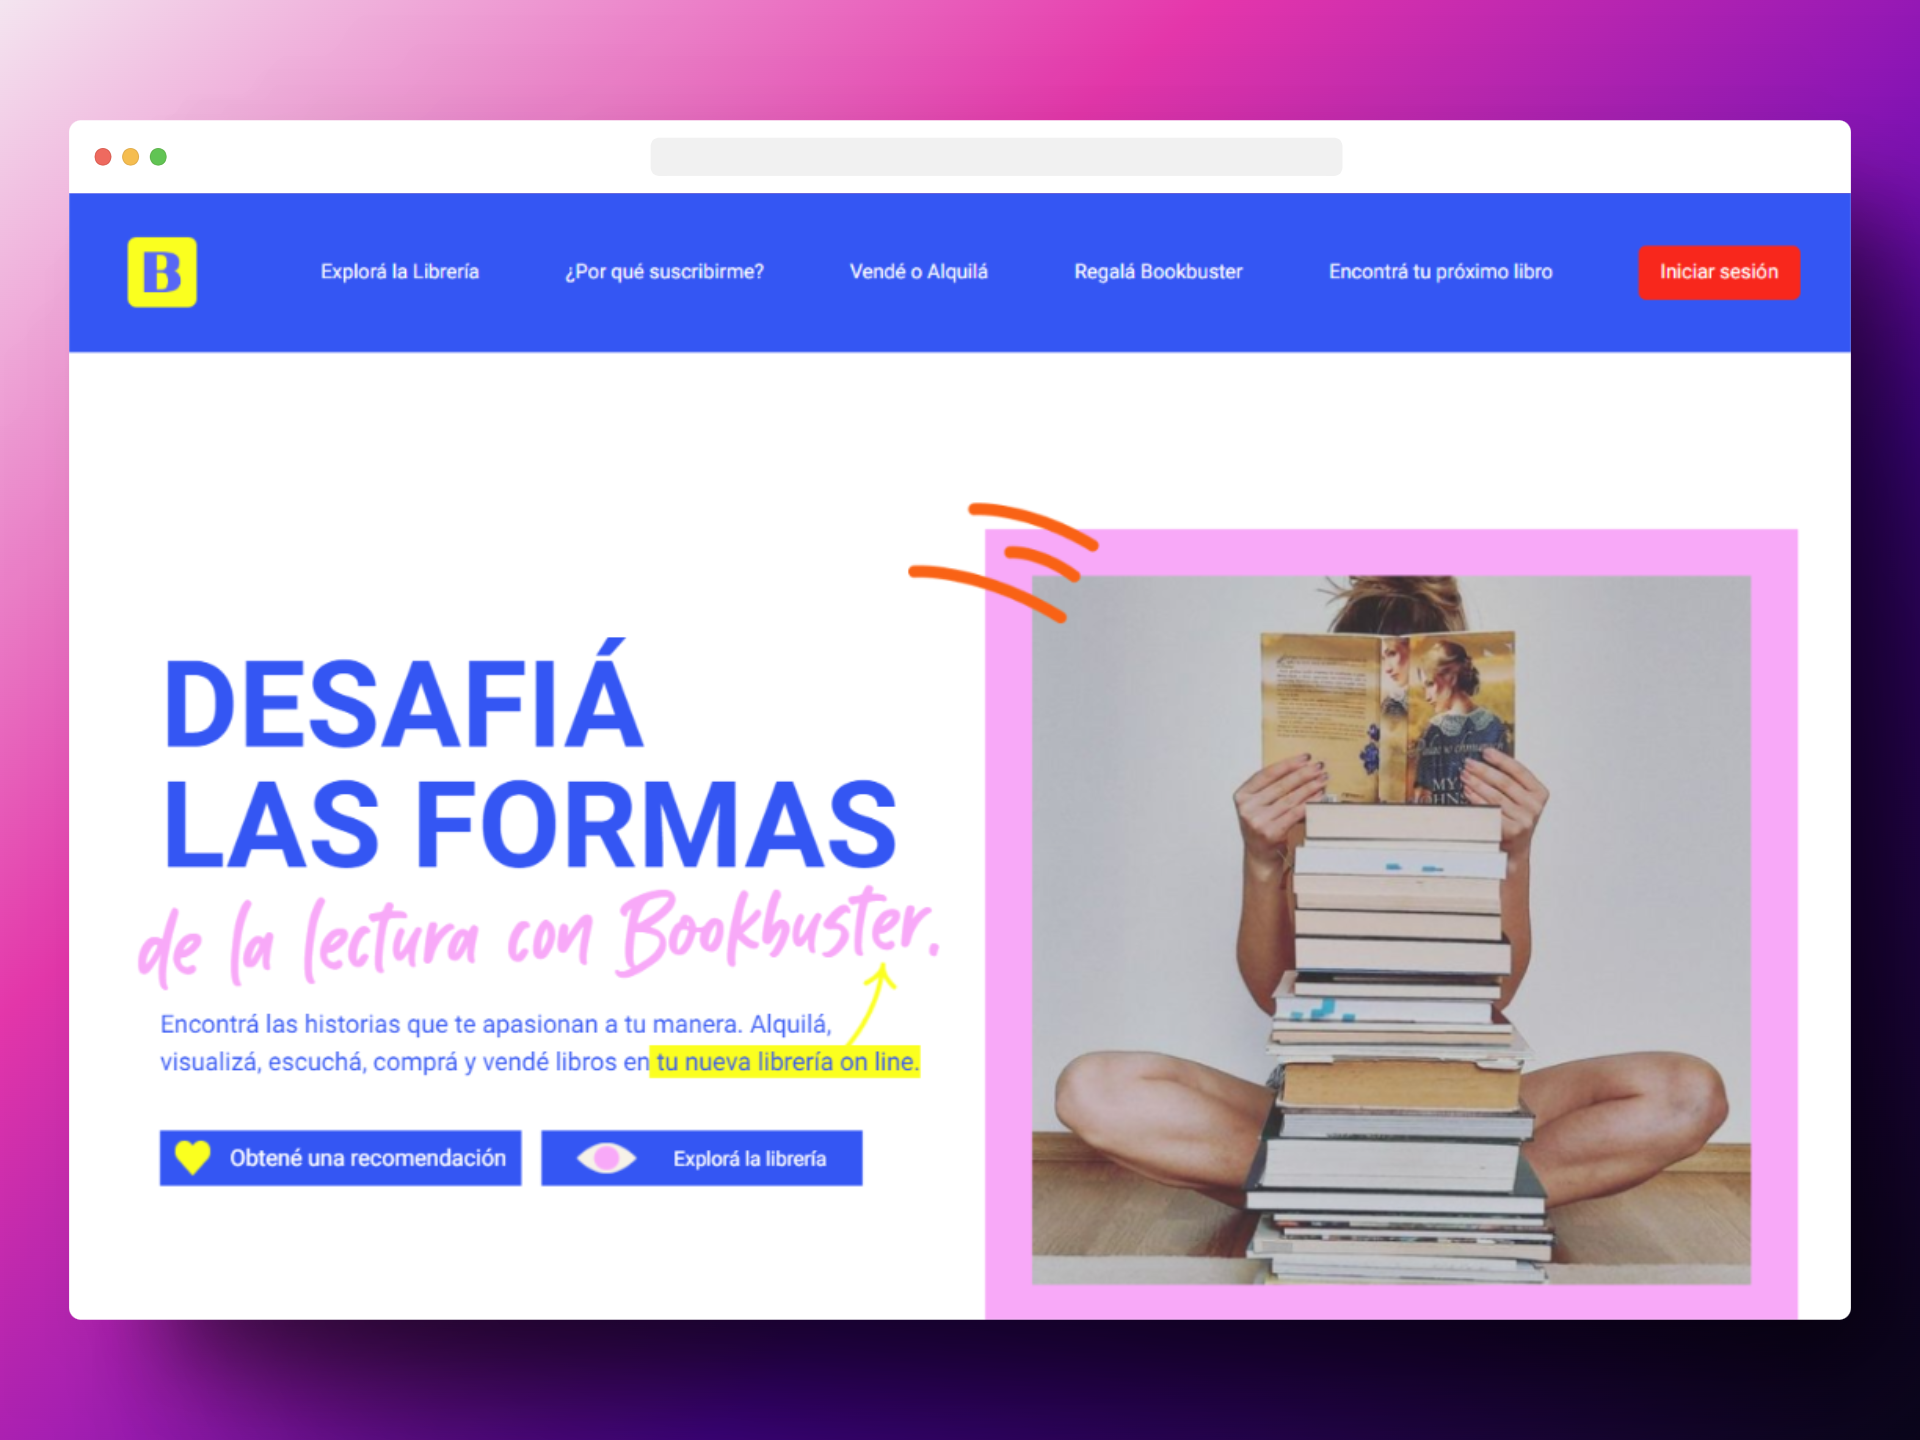 B
Explorá la Librería
¿Por qué suscribirme?
Vendé o Alquilá
Regalá Bookbuster
Encontrá tu próximo libro
Iniciar sesión
DESAFIÁ
LAS FORMAS
de la lectura con Bookbuster.
Encontrá las historias que te apasionan a tu manera. Alquilá,
visualizá, escuchá, comprá y vendé libros en tu nueva librería on line.
Obtené una recomendación
Explorá la librería